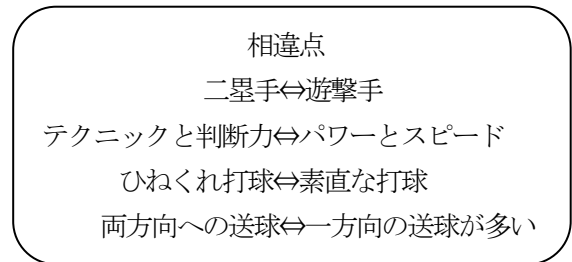 相違点
二塁手⇔遊撃手
テクニックと判断力⇔パワーとスピード
ひねくれ打球⇔素直な打球
両方向への送球⇔一方向の送球が多い